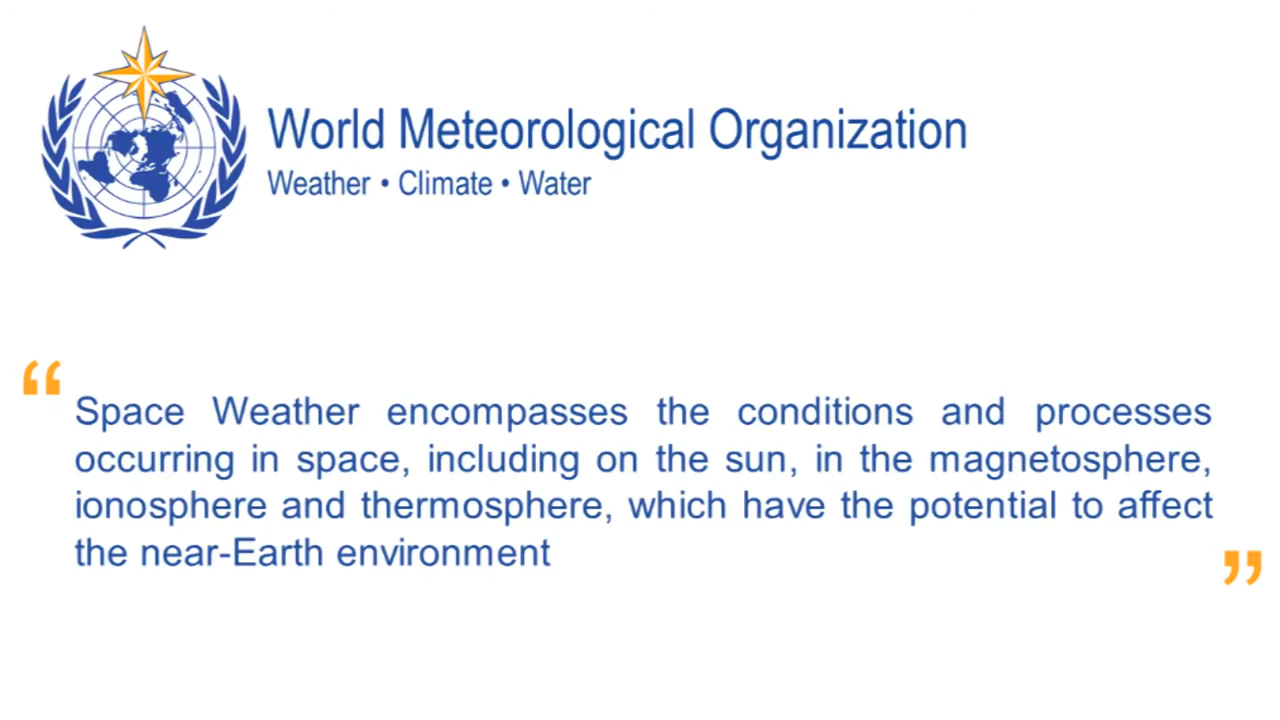 World Meteorological Organization
Weather • Climate • Water
“Space Weather encompasses the conditions and processes
occurring in space, including on the sun, in the magnetosphere,
ionosphere and thermosphere, which have the potential to affect
the near-Earth environment”